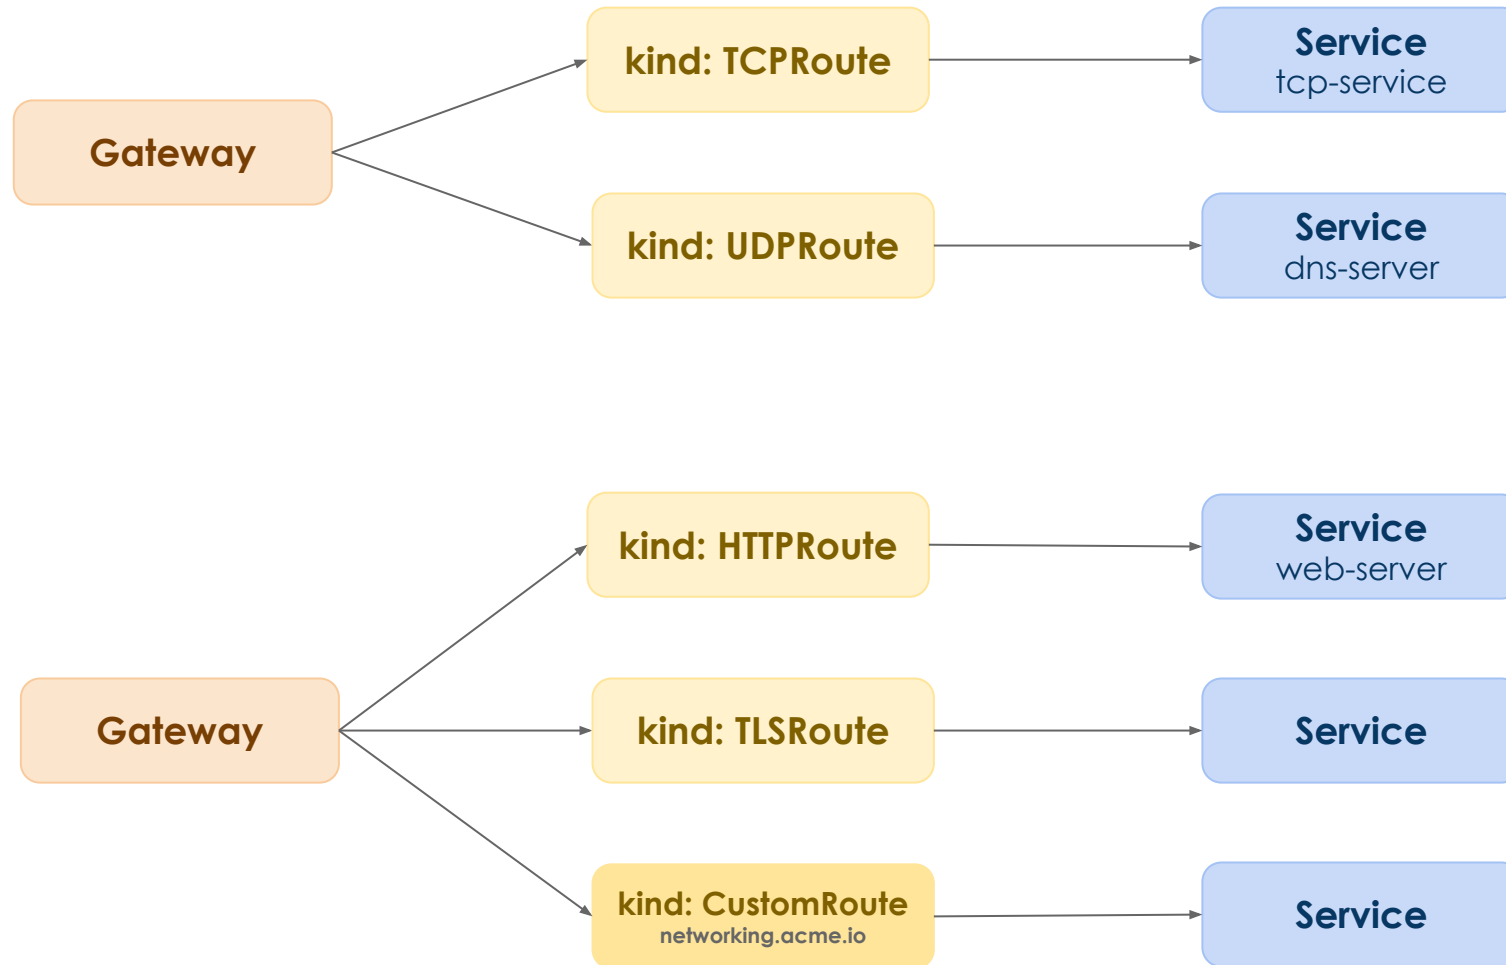 Gateway
kind: TCPRoute
Service
tcp-service
kind: UDPRoute
Service
dns-server
Gateway
kind: HTTPRoute
Service
web-server
kind: TLSRoute
Service
kind: CustomRoute
networking.acme.io
Service